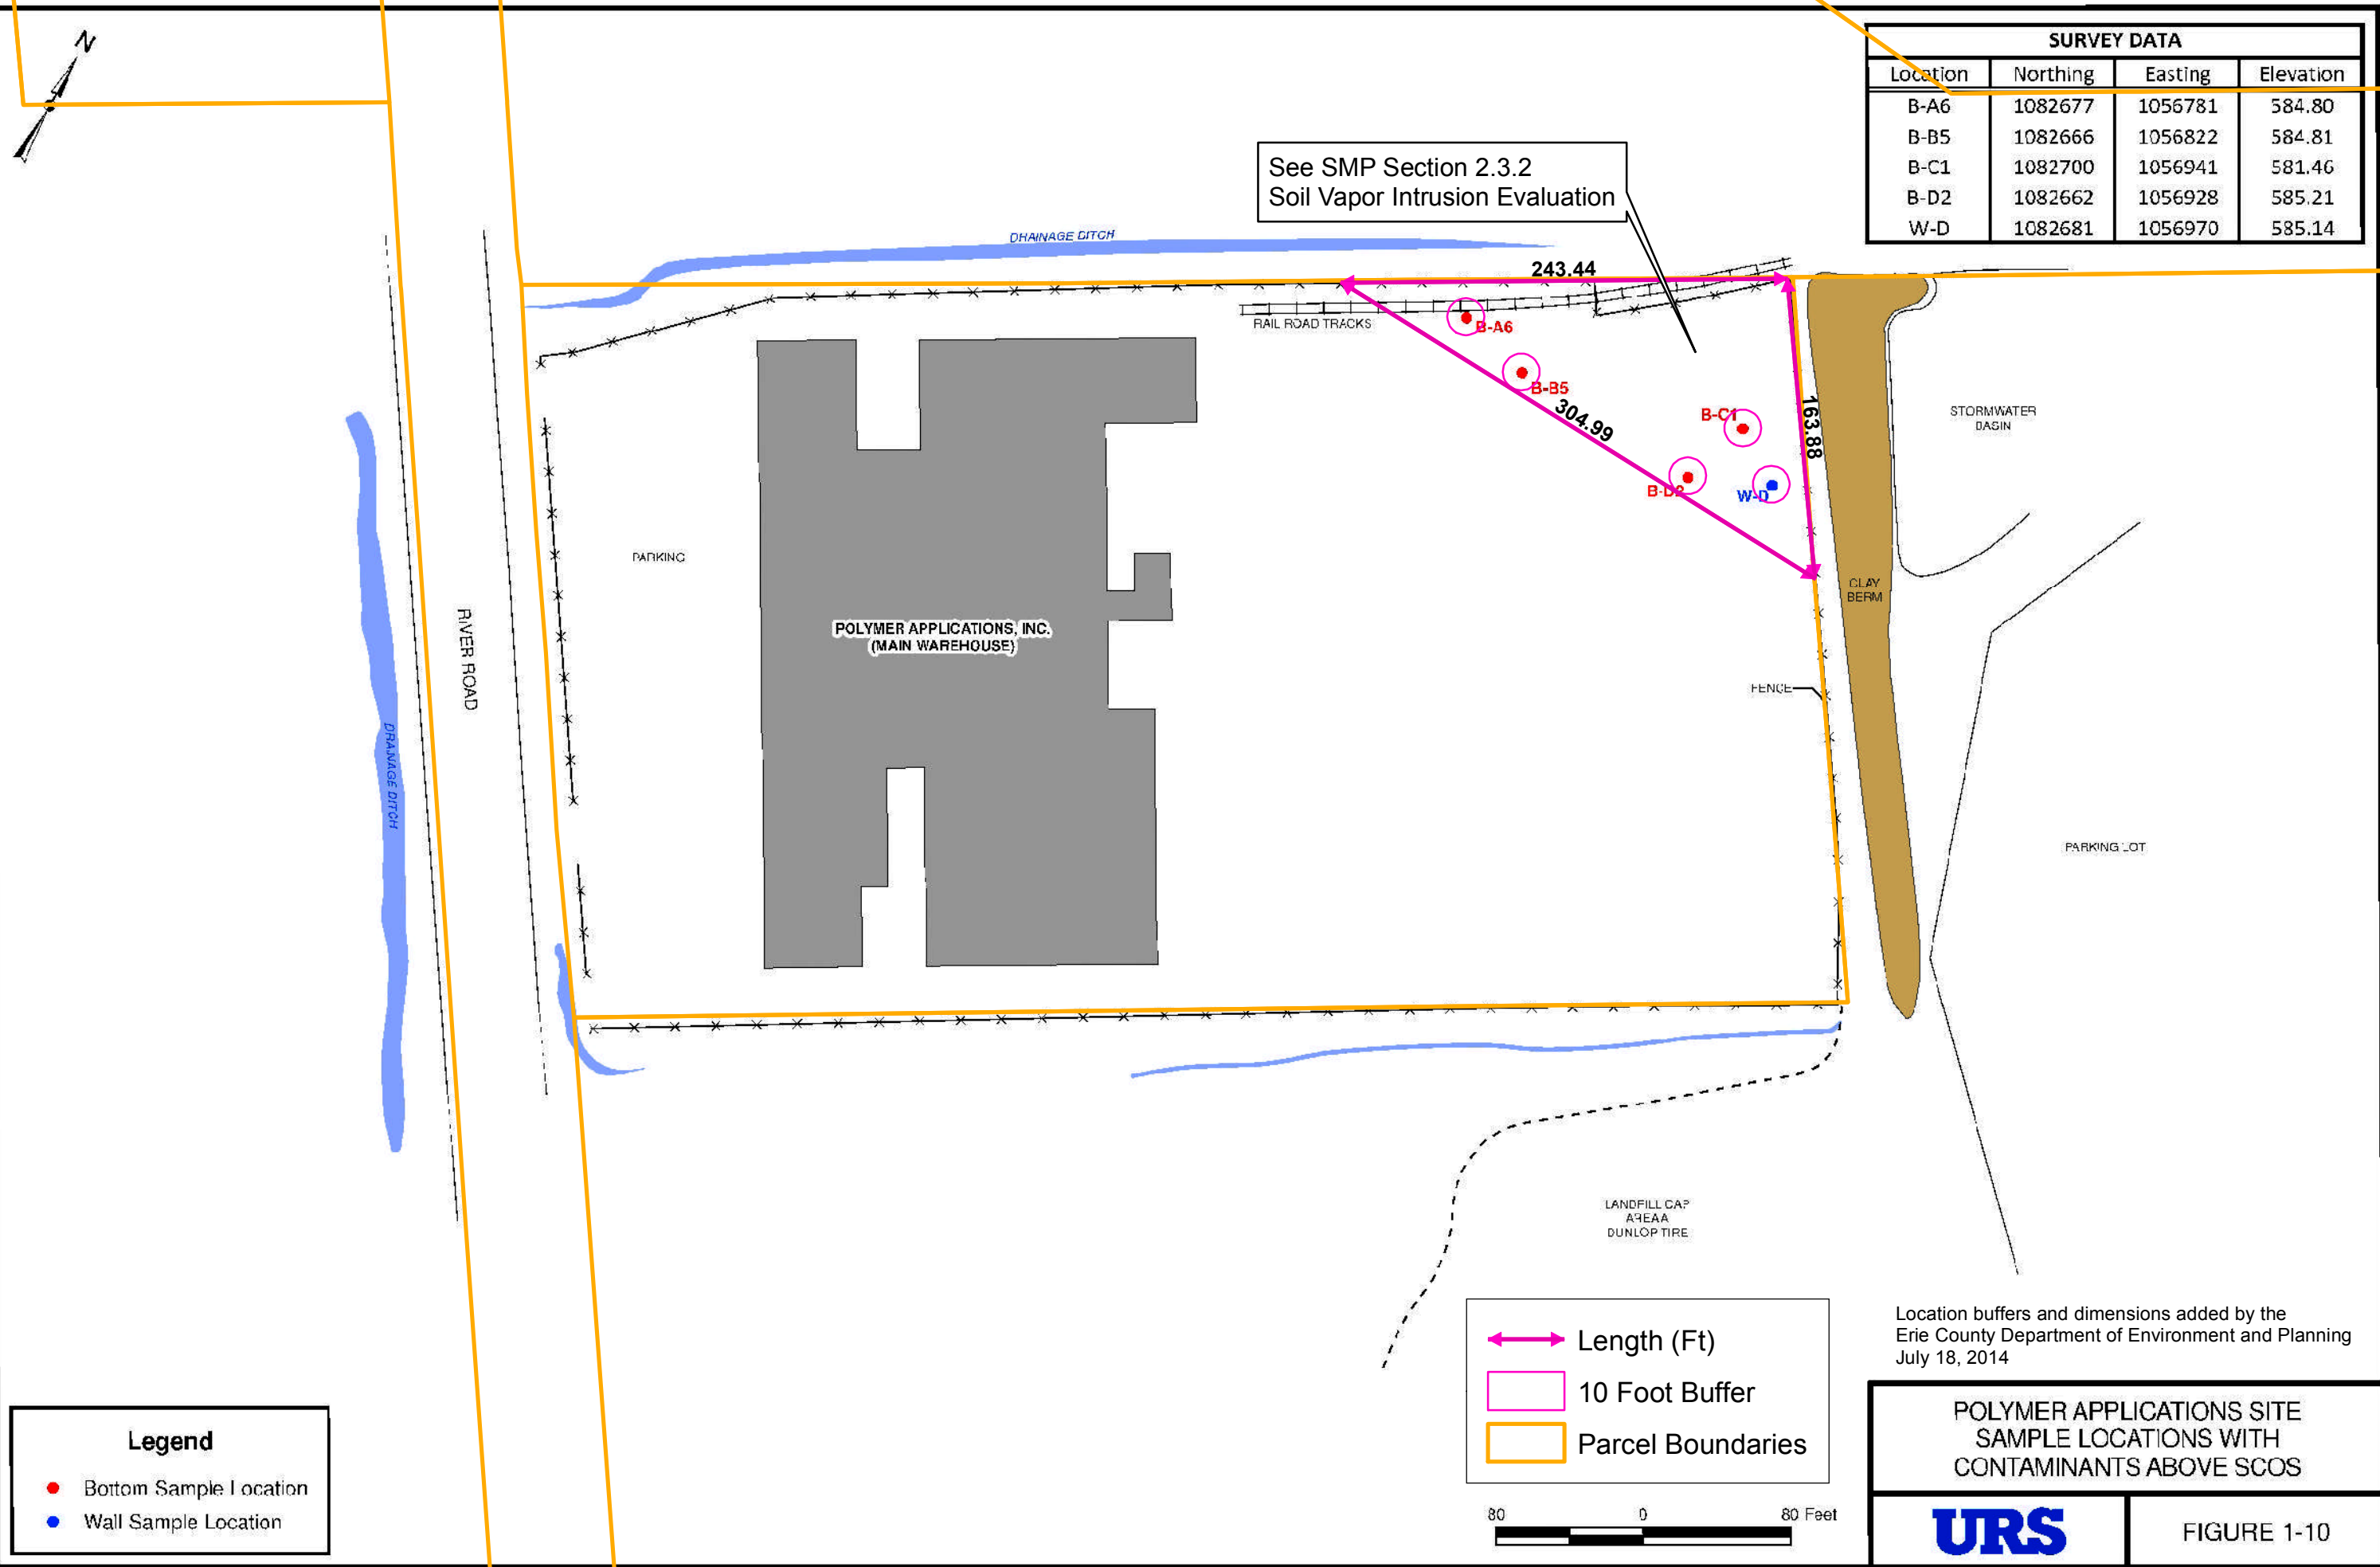 N
SURVEY DATA
Location Northing Easting Elevation
B-A6 1082677 1056781 584.80
B-B5 1082666 1056822 584.81
B-C1 1082700 1056941 581.46
B-D2 1082662 1056928 585.21
W-D 1082681 1056970 585.14
See SMP Section 2.3.2
Soil Vapor Intrusion Evaluation
DRAINAGE DITCH
243.44
RAIL ROAD TRACKS
B-A6
B-B5
304.99
B-C1
163.88
B-D2
W-D
STORMWATER
BASIN
PARKING
CLAY
BERM
POLYMER APPLICATIONS, INC.
(MAIN WAREHOUSE)
RIVER ROAD
FENCE
DRAINAGE DITCH
PARKING LOT
LANDFILL CAP
AREA A
DUNLOP TIRE
Length (Ft)
10 Foot Buffer
Parcel Boundaries
Location buffers and dimensions added by the
Erie County Department of Environment and Planning
July 18, 2014
80 0 80 Feet
Legend
Bottom Sample Location
Wall Sample Location
POLYMER APPLICATIONS SITE
SAMPLE LOCATIONS WITH
CONTAMINANTS ABOVE SCOS
URS
FIGURE 1-10